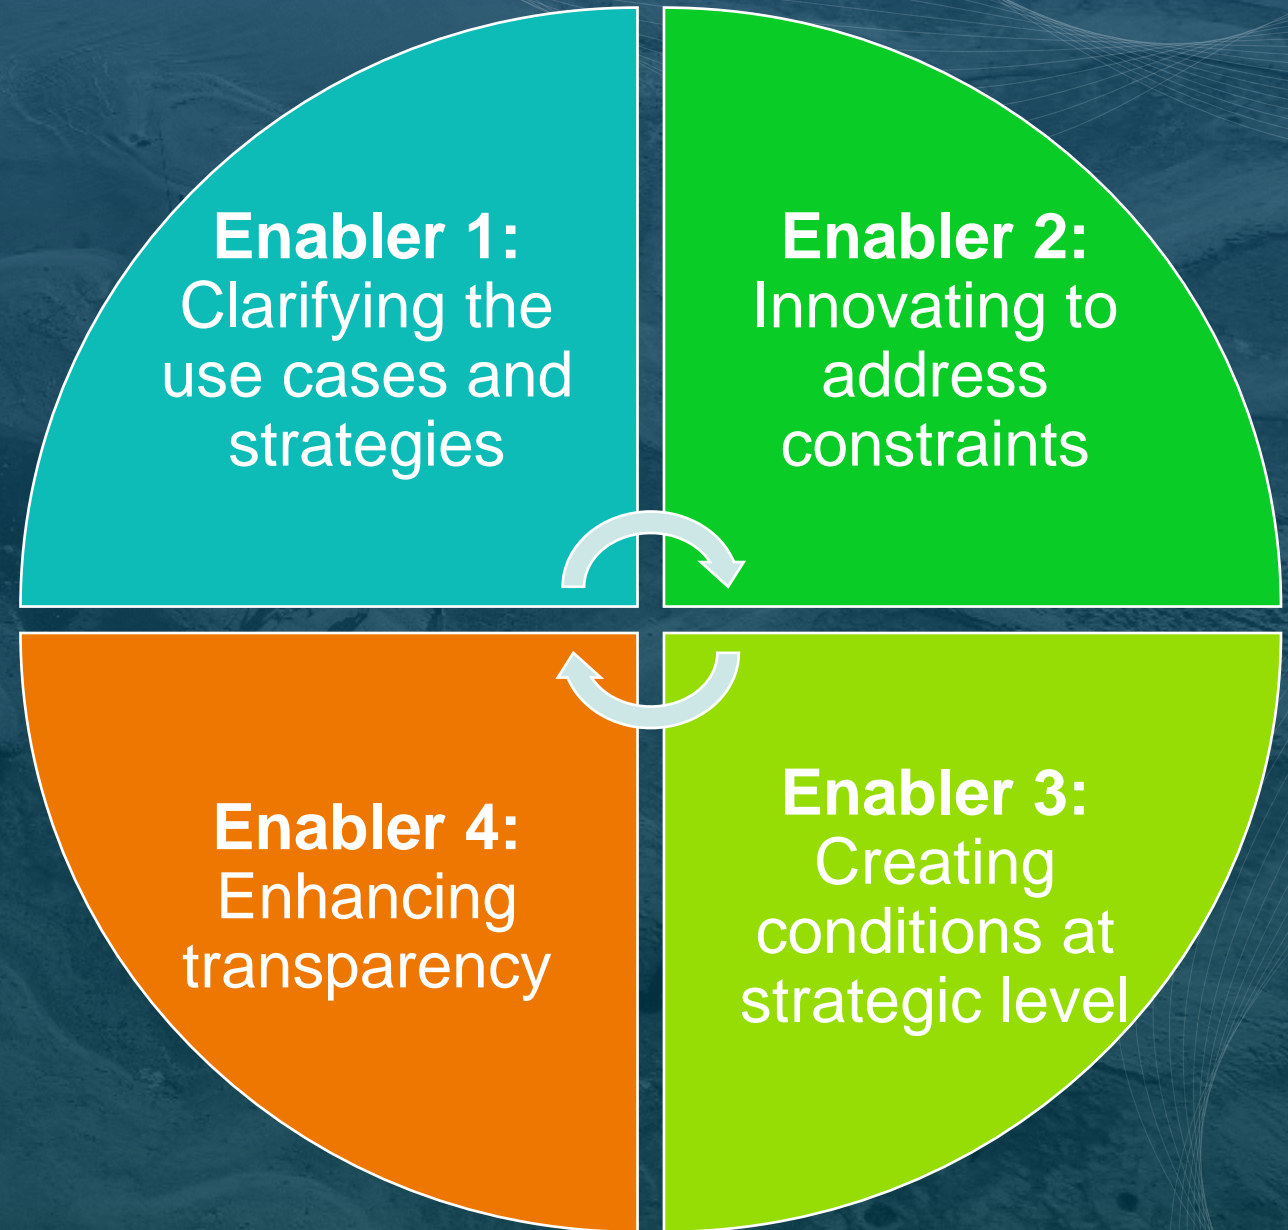 Enabler 1:
Clarifying the
use cases and
strategies
Enabler 2:
Innovating to
address
constraints
Enabler 3:
Creating
conditions at
strategic level
Enabler 4:
Enhancing
transparency